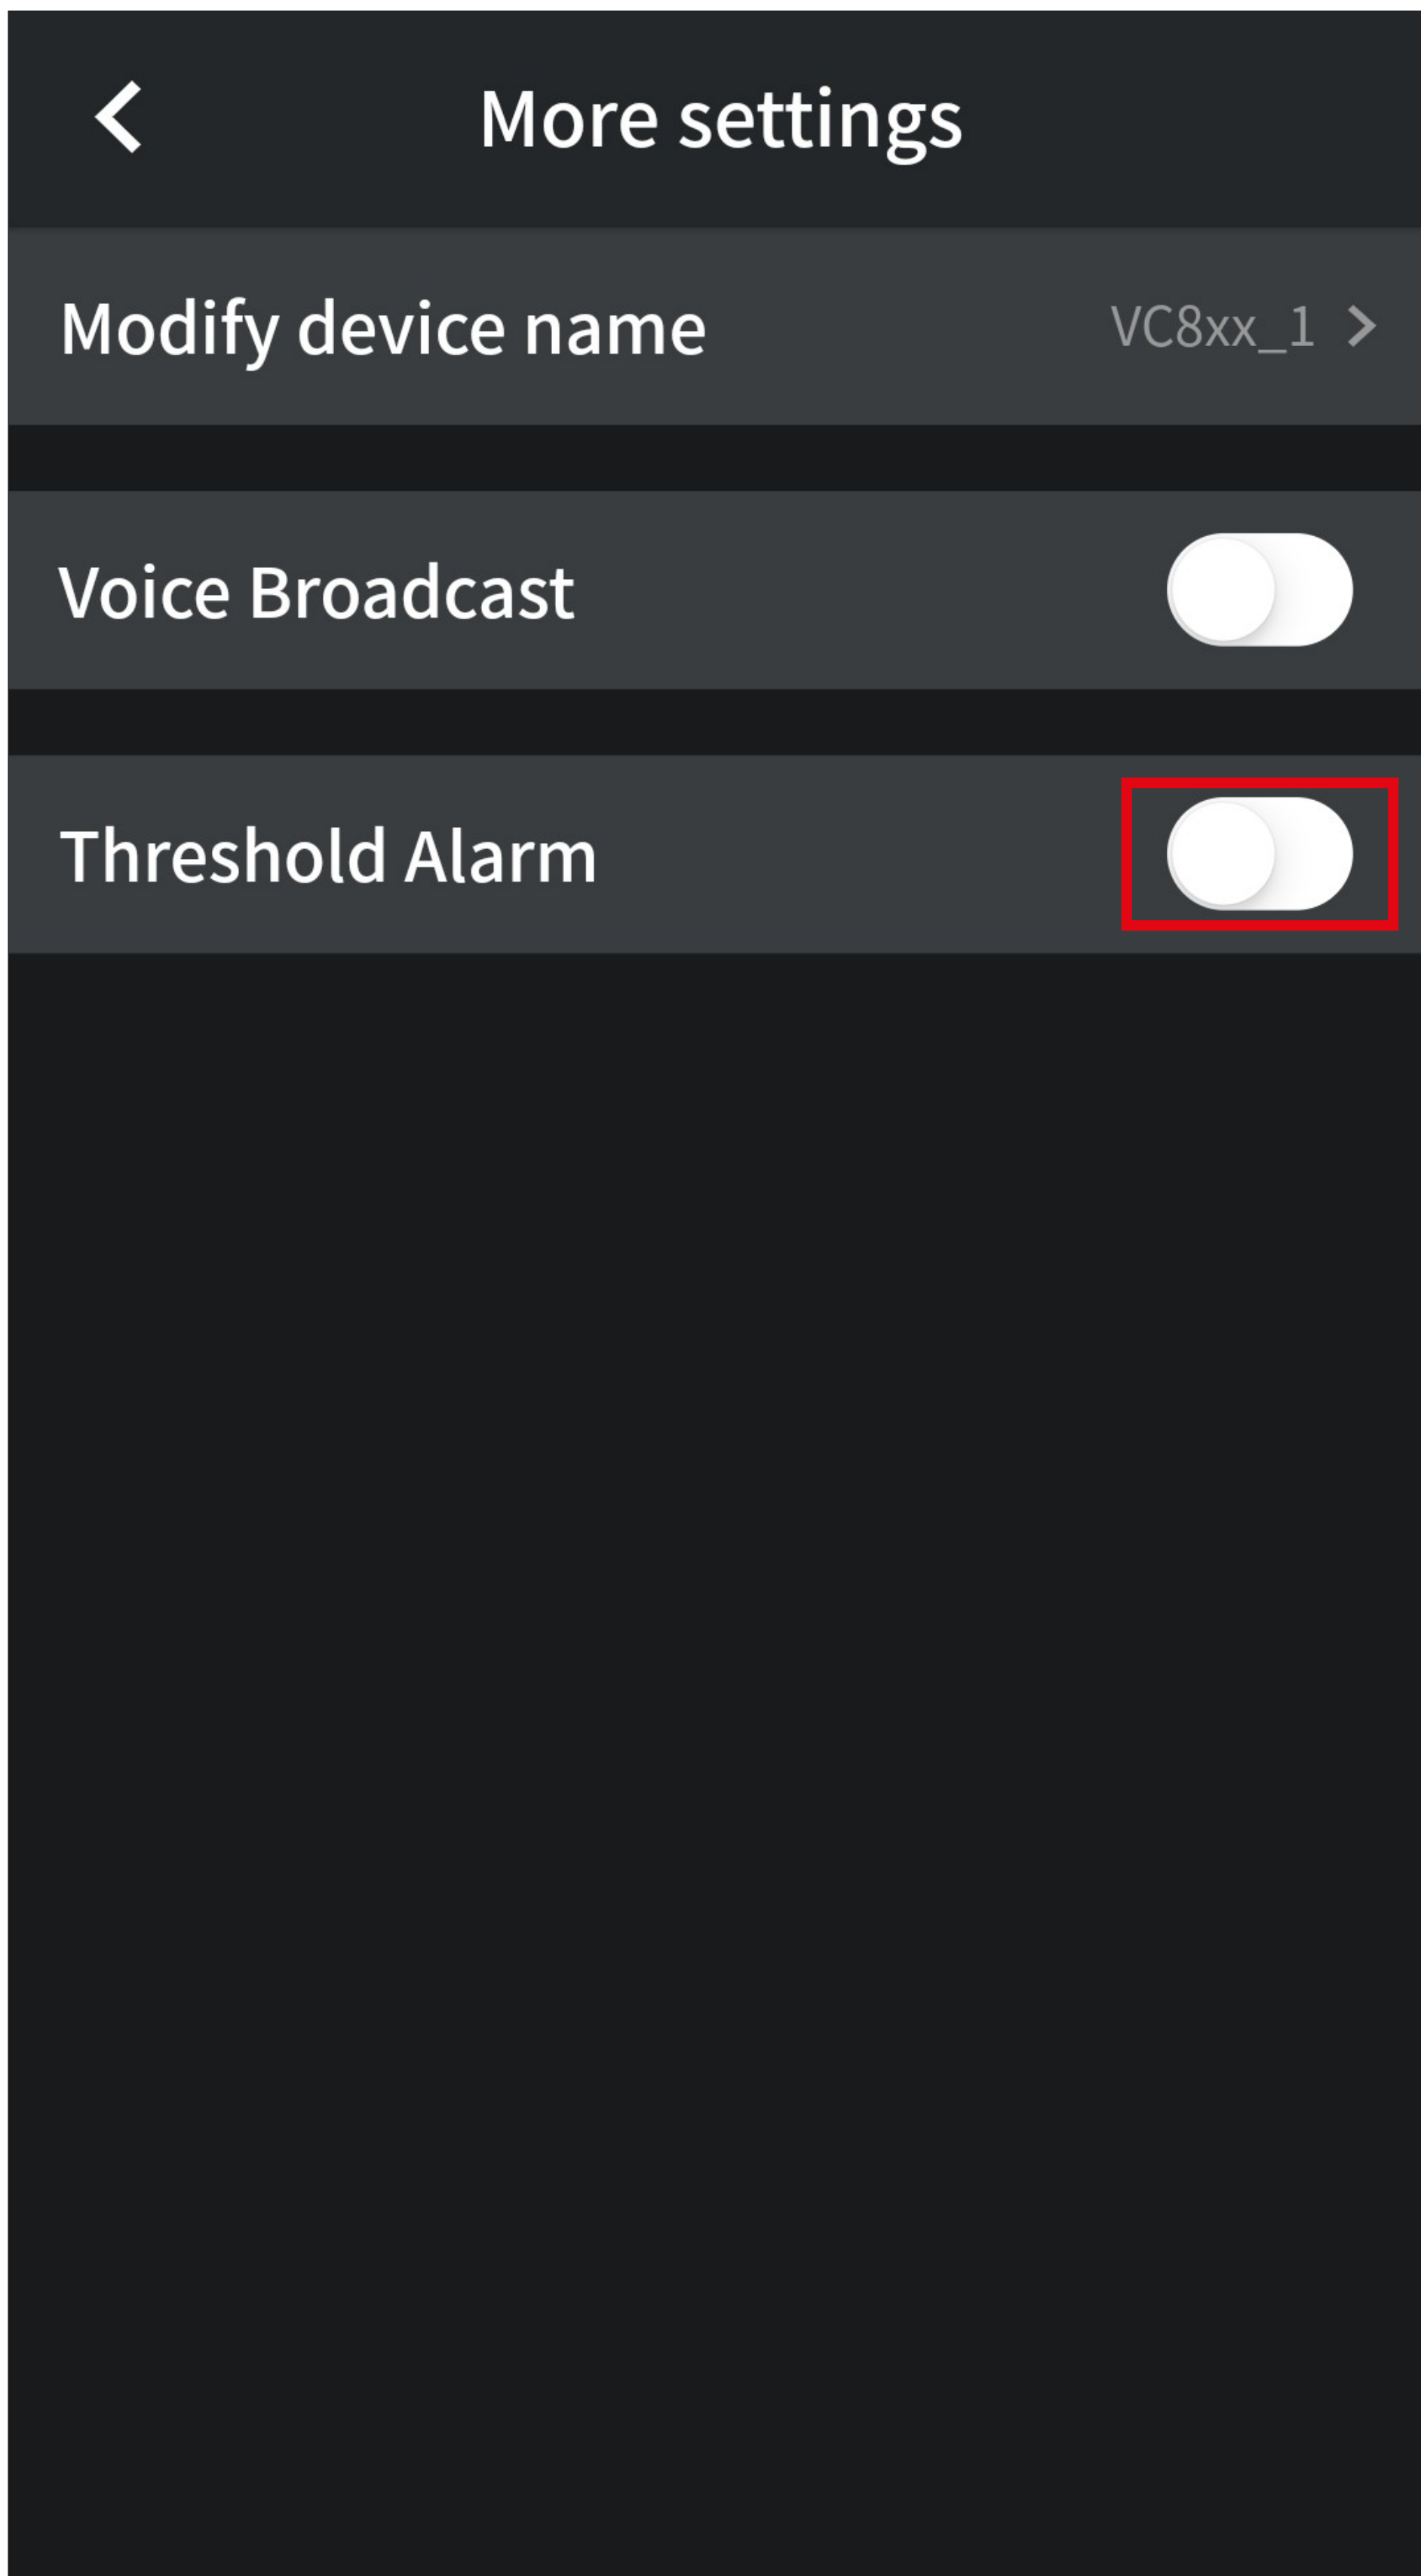 More settings
Modify device name VC8xx_1
Voice Broadcast
Threshold Alarm